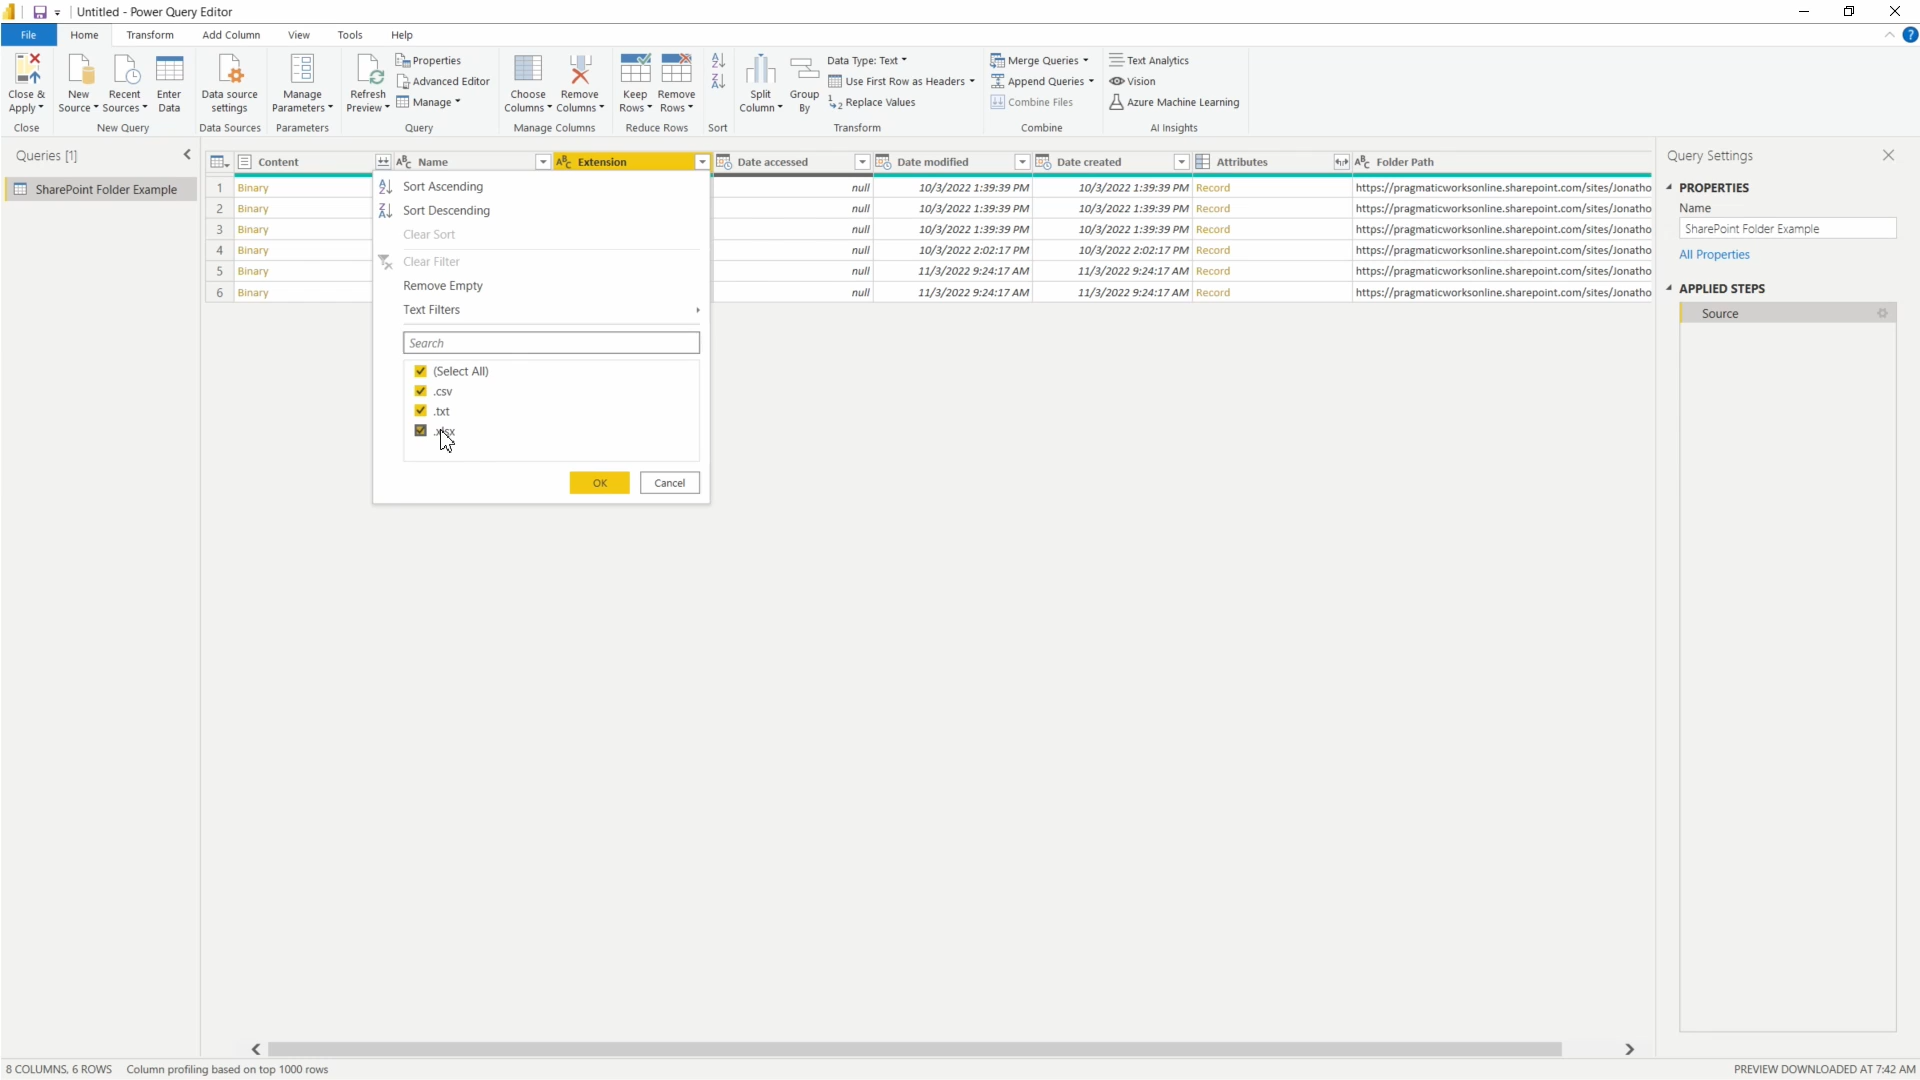 Untitled - Power Query Editor
File Home Transform Add Column View Tools Help
Close & Apply
Close
New Source
Recent Sources
Enter Data
New Query
Data source settings
Data Sources
Manage Parameters
Parameters
Refresh Preview
Properties
Advanced Editor
Manage
Query
Choose Columns
Remove Columns
Manage Columns
Keep Rows
Remove Rows
Reduce Rows
Sort
Split Column
Group By
Data Type: Text
Use First Row as Headers
Replace Values
Transform
Merge Queries
Append Queries
Combine Files
Combine
Text Analytics
Vision
Azure Machine Learning
AI Insights
Queries [1]
SharePoint Folder Example
Content Name Extension Date accessed Date modified Date created Attributes Folder Path
1 Binary null 10/3/2022 1:39:39 PM 10/3/2022 1:39:39 PM Record https://pragmaticworksonline.sharepoint.com/sites/Jonatho
2 Binary null 10/3/2022 1:39:39 PM 10/3/2022 1:39:39 PM Record https://pragmaticworksonline.sharepoint.com/sites/Jonatho
3 Binary null 10/3/2022 1:39:39 PM 10/3/2022 1:39:39 PM Record https://pragmaticworksonline.sharepoint.com/sites/Jonatho
4 Binary null 10/3/2022 2:02:17 PM 10/3/2022 2:02:17 PM Record https://pragmaticworksonline.sharepoint.com/sites/Jonatho
5 Binary null 11/3/2022 9:24:17 AM 11/3/2022 9:24:17 AM Record https://pragmaticworksonline.sharepoint.com/sites/Jonatho
6 Binary null 11/3/2022 9:24:17 AM 11/3/2022 9:24:17 AM Record https://pragmaticworksonline.sharepoint.com/sites/Jonatho
Sort Ascending
Sort Descending
Clear Sort
Clear Filter
Remove Empty
Text Filters
Search
(Select All)
.csv
.txt
.xlsx
OK Cancel
Query Settings
PROPERTIES
Name
SharePoint Folder Example
All Properties
APPLIED STEPS
Source
8 COLUMNS, 6 ROWS Column profiling based on top 1000 rows
PREVIEW DOWNLOADED AT 7:42 AM